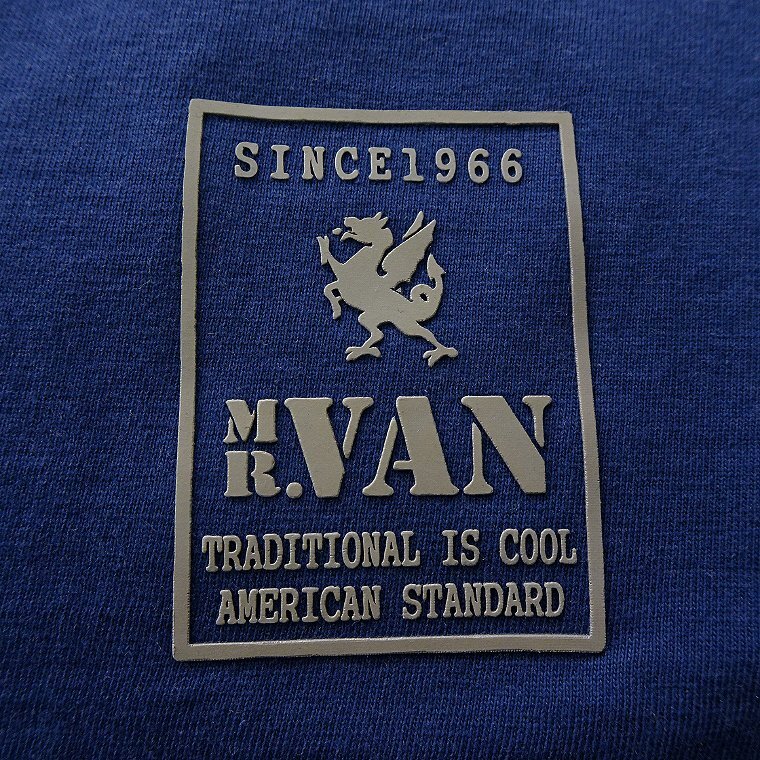 SINCE1966
MR.VAN
TRADITIONAL IS COOL
AMERICAN STANDARD